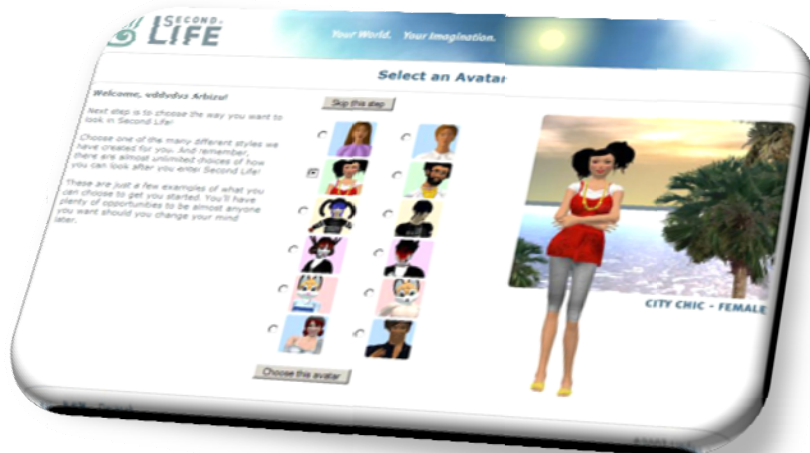 SECOND
LIFE
Your World. Your Imagination.
Select an Avatar
Welcome, Arbizu!
Next step is to choose the way you want to
look in Second Life!
Choose one of the many different styles we
have created for you. And remember,
there are almost unlimited choices of how
you can look after you enter Second Life!
These are just a few examples of what you
can choose to get you started. You'll have
plenty of opportunities to be almost anyone
you want should you change your mind
later.
Skip this step
Choose this avatar
CITY CHIC - FEMALE